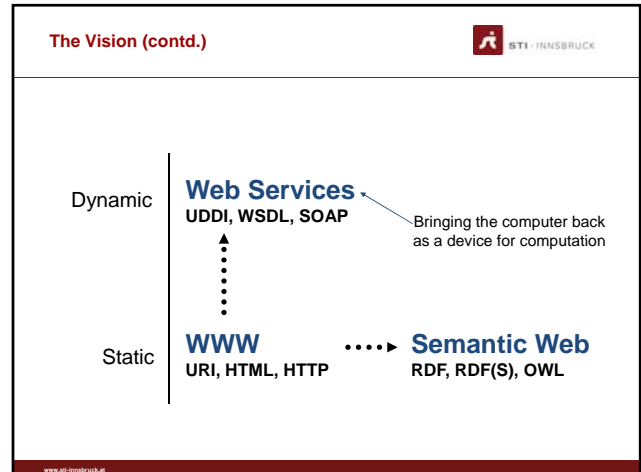 The Vision (contd.)
STI · INNSBRUCK
Dynamic
Web Services
UDDI, WSDL, SOAP
Bringing the computer back
as a device for computation
Static
WWW
URI, HTML, HTTP
Semantic Web
RDF, RDF(S), OWL
www.sti-innsbruck.at